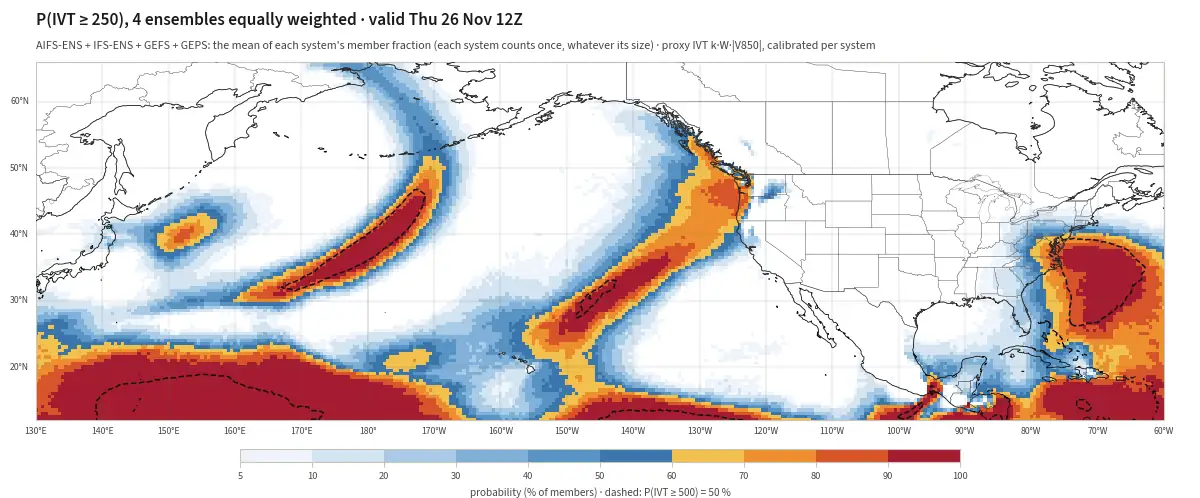 P(IVT ≥ 250), 4 ensembles equally weighted · valid Thu 26 Nov 12Z
AIFS-ENS + IFS-ENS + GEFS + GEPS: the mean of each system's member fraction (each system counts once, whatever its size) · proxy IVT k·W·|V850|, calibrated per system
60°N
50°N
40°N
30°N
20°N
130°E 140°E 150°E 160°E 170°E 180° 170°W 160°W 150°W 140°W 130°W 120°W 110°W 100°W 90°W 80°W 70°W 60°W
5 10 20 30 40 50 60 70 80 90 100
probability (% of members) · dashed: P(IVT ≥ 500) = 50 %